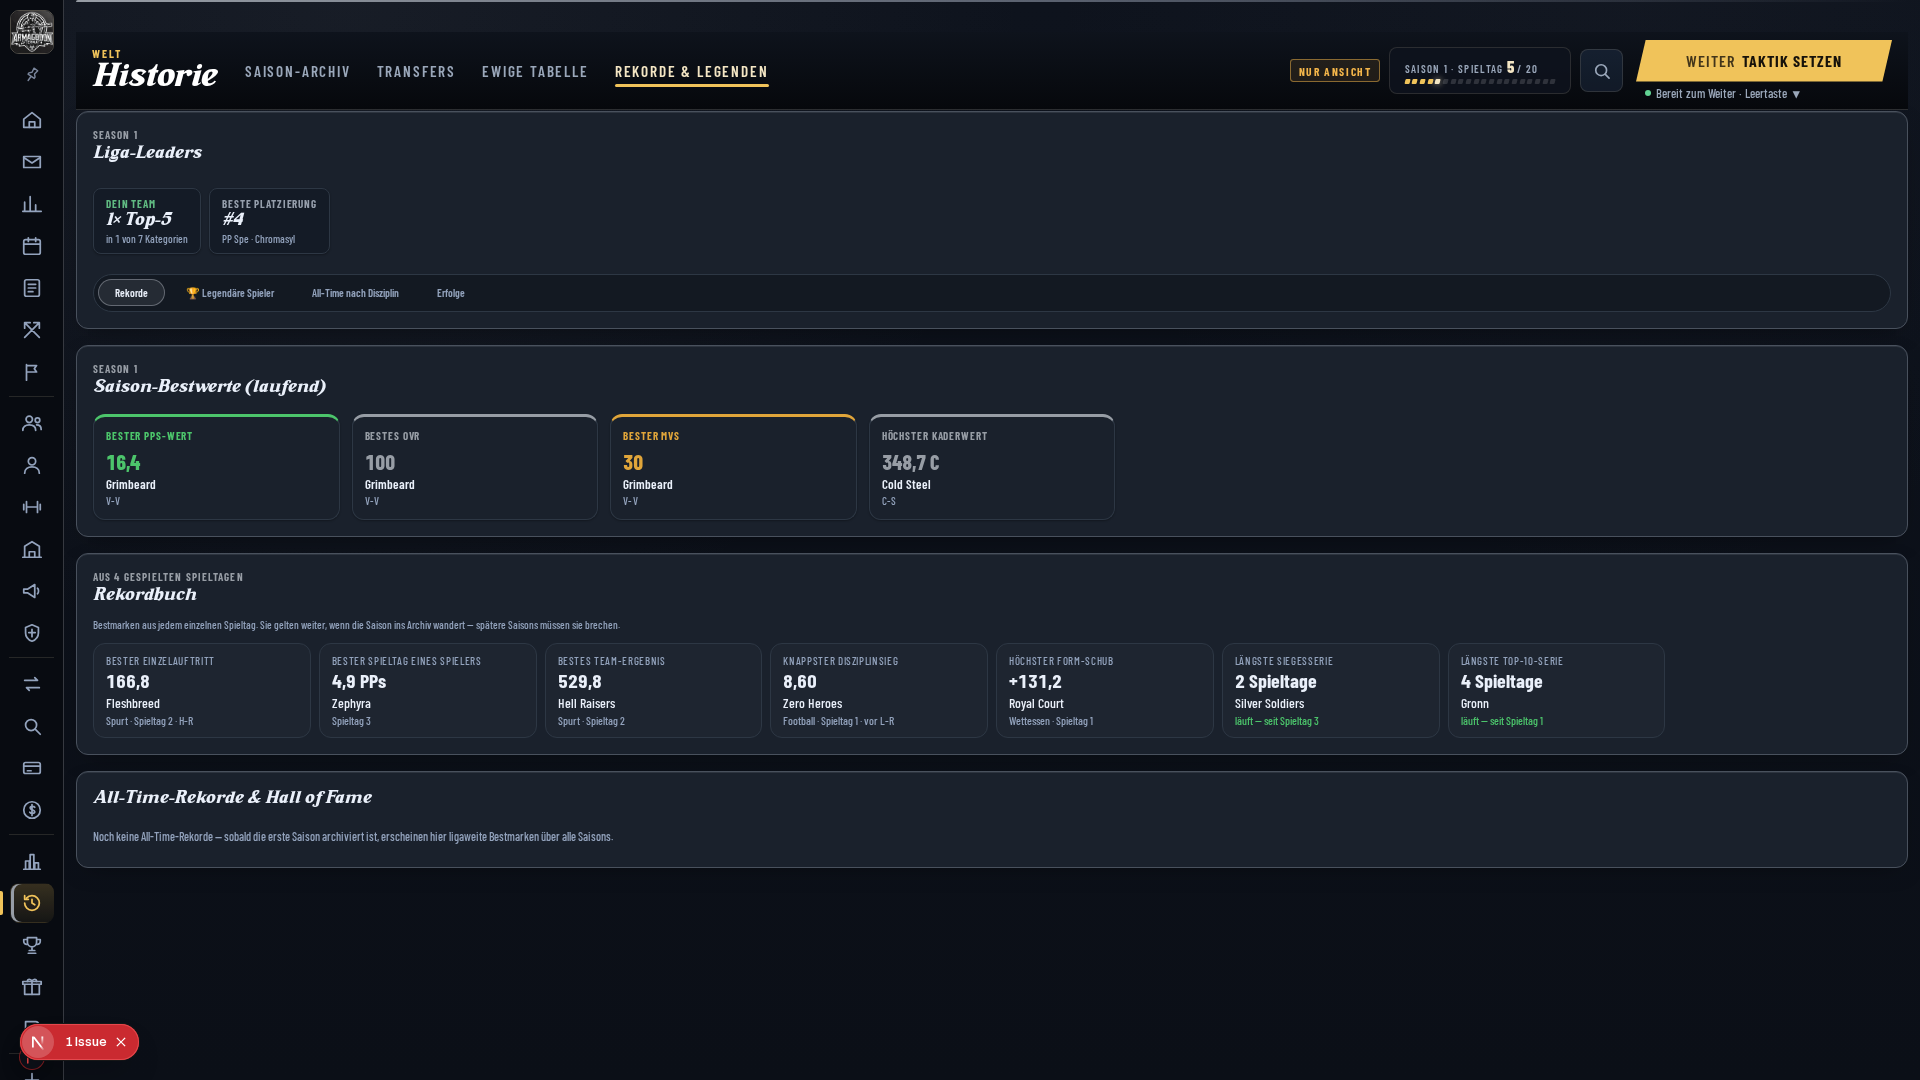 ARMAGEDDON
WELT
Historie
SAISON-ARCHIV
TRANSFERS
EWIGE TABELLE
REKORDE & LEGENDEN
NUR ANSICHT
SAISON 1 · SPIELTAG 5 / 20
WEITER TAKTIK SETZEN
Bereit zum Weiter · Leertaste ▼
SEASON 1
Liga-Leaders
DEIN TEAM
1× Top-5
in 1 von 7 Kategorien
BESTE PLATZIERUNG
#4
PP Spe · Chromasyl
Rekorde
🏆 Legendäre Spieler
All-Time nach Disziplin
Erfolge
SEASON 1
Saison-Bestwerte (laufend)
BESTER PPS-WERT
16,4
Grimbeard
V-V
BESTES OVR
100
Grimbeard
V-V
BESTER MVS
30
Grimbeard
V-V
HÖCHSTER KADERWERT
348,7 C
Cold Steel
C-S
AUS 4 GESPIELTEN SPIELTAGEN
Rekordbuch
Bestmarken aus jedem einzelnen Spieltag. Sie gelten weiter, wenn die Saison ins Archiv wandert — spätere Saisons müssen sie brechen.
BESTER EINZELAUFTRITT
166,8
Fleshbreed
Spurt · Spieltag 2 · H-R
BESTER SPIELTAG EINES SPIELERS
4,9 PPs
Zephyra
Spieltag 3
BESTES TEAM-ERGEBNIS
529,8
Hell Raisers
Spurt · Spieltag 2
KNAPPSTER DISZIPLINSIEG
8,60
Zero Heroes
Football · Spieltag 1 · vor L-R
HÖCHSTER FORM-SCHUB
+131,2
Royal Court
Wettessen · Spieltag 1
LÄNGSTE SIEGESSERIE
2 Spieltage
Silver Soldiers
läuft — seit Spieltag 3
LÄNGSTE TOP-10-SERIE
4 Spieltage
Gronn
läuft — seit Spieltag 1
All-Time-Rekorde & Hall of Fame
Noch keine All-Time-Rekorde — sobald die erste Saison archiviert ist, erscheinen hier ligaweite Bestmarken über alle Saisons.
N
1 Issue